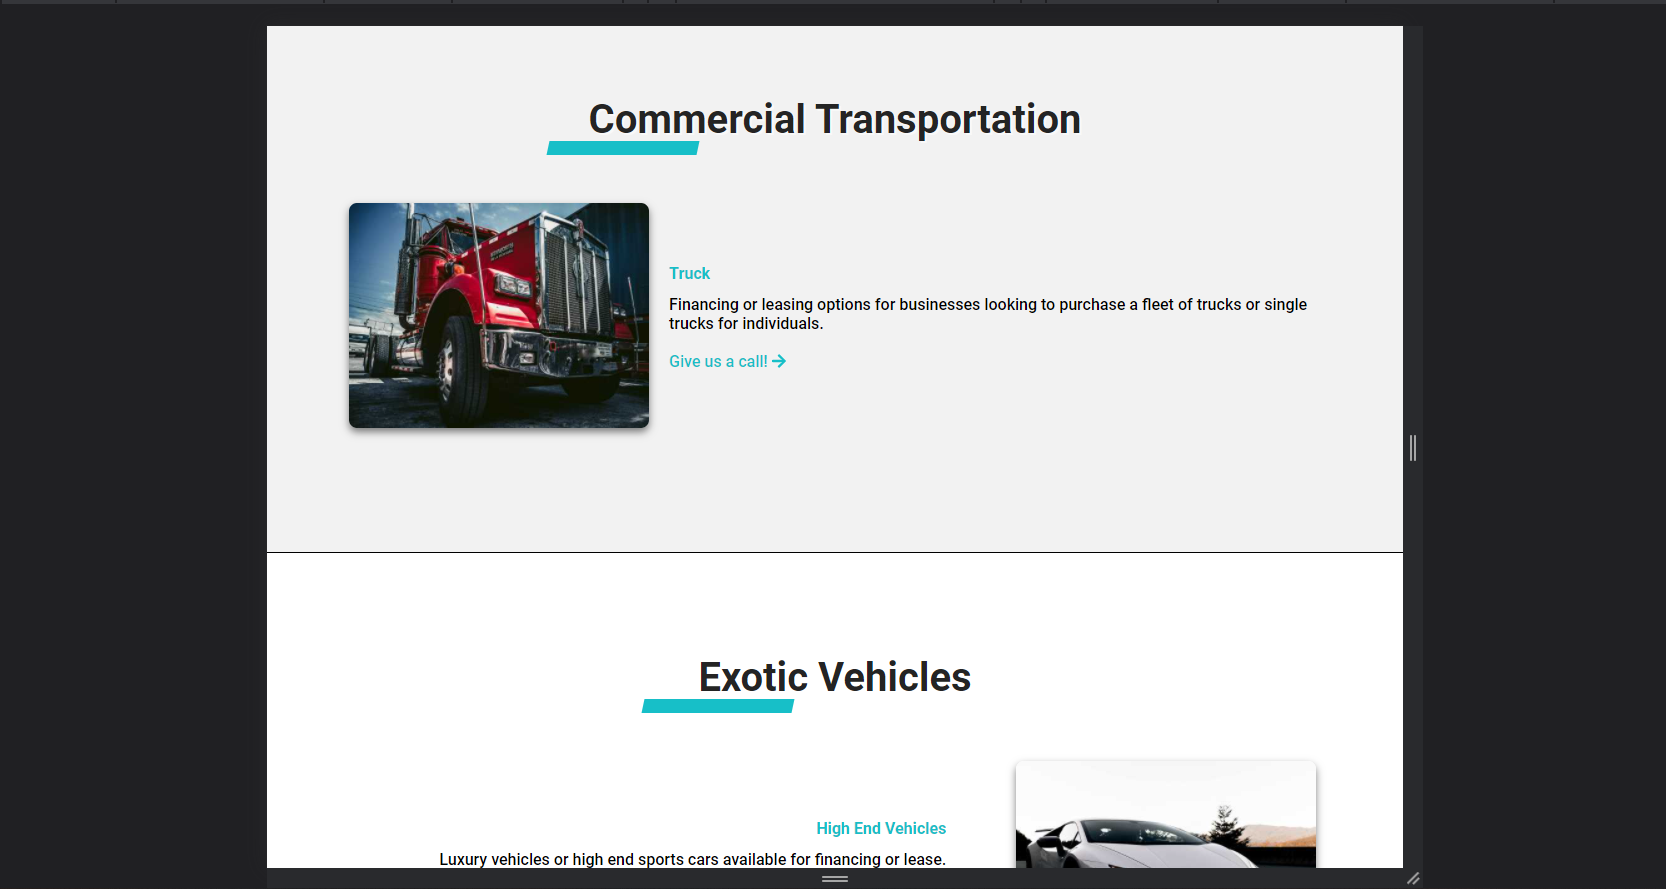 Commercial Transportation
Truck
Financing or leasing options for businesses looking to purchase a fleet of trucks or single
trucks for individuals.
Give us a call!
Exotic Vehicles
High End Vehicles
Luxury vehicles or high end sports cars available for financing or lease.